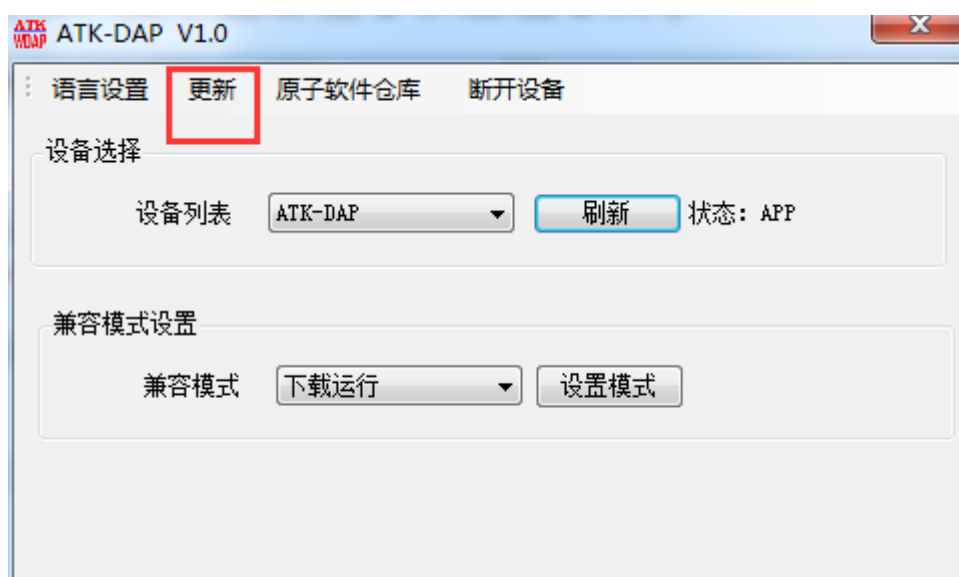 ATK WDAP ATK-DAP V1.0
语言设置 更新 原子软件仓库 断开设备
设备选择
设备列表 ATK-DAP 刷新 状态: APP
兼容模式设置
兼容模式 下载运行 设置模式